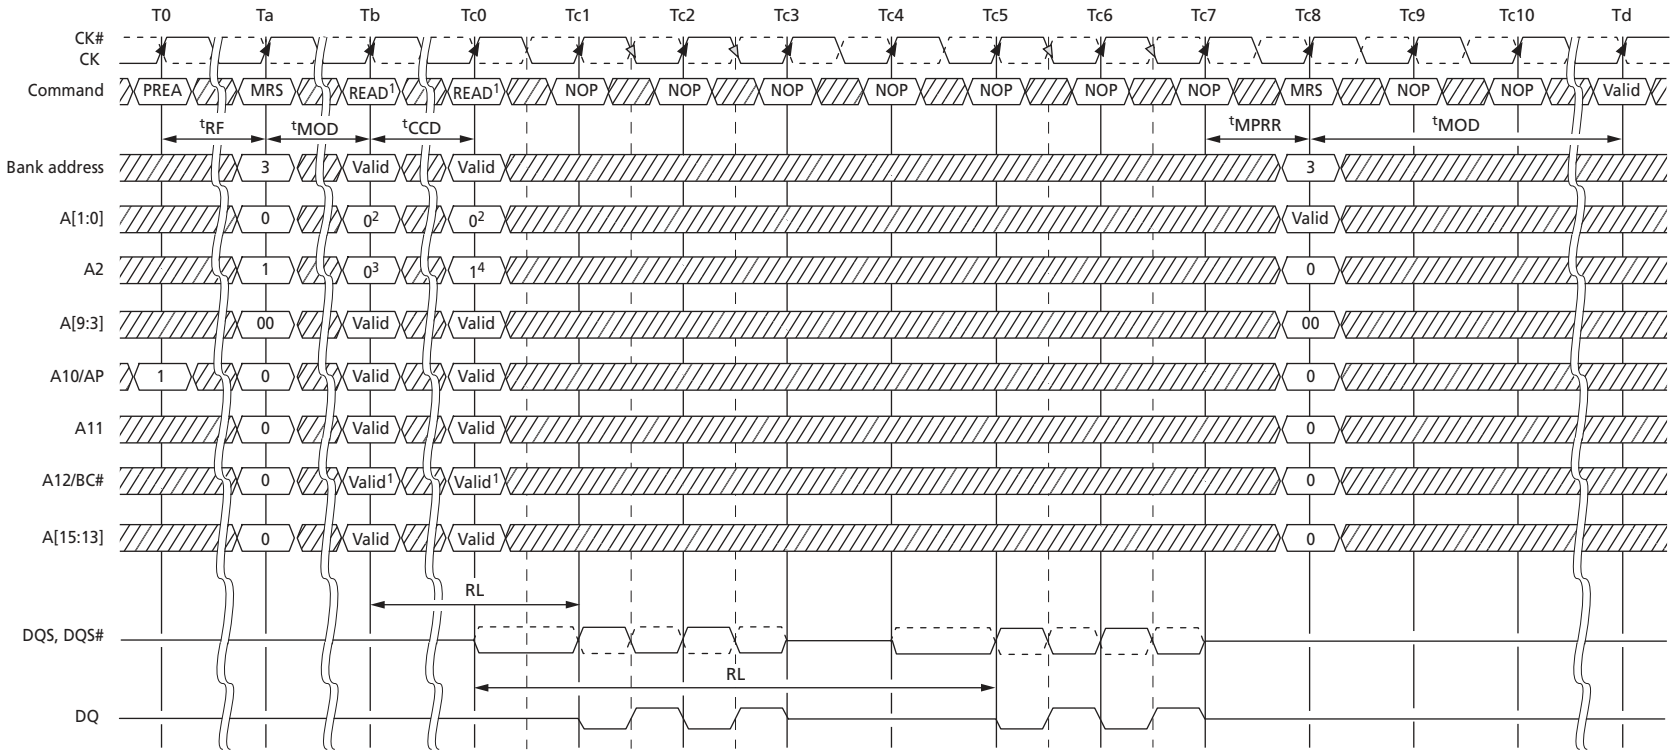 T0 Ta Tb Tc0 Tc1 Tc2 Tc3 Tc4 Tc5 Tc6 Tc7 Tc8 Tc9 Tc10 Td
CK#
CK
Command PREA MRS READ¹ READ¹ NOP NOP NOP NOP NOP NOP NOP MRS NOP NOP Valid
ᵗRF ᵗMOD ᵗCCD ᵗMPRR ᵗMOD
Bank address 3 Valid Valid 3
A[1:0] 0 0² 0² Valid
A2 1 0³ 1⁴ 0
A[9:3] 00 Valid Valid 00
A10/AP 1 0 Valid Valid 0
A11 0 Valid Valid 0
A12/BC# 0 Valid¹ Valid¹ 0
A[15:13] 0 Valid Valid 0
RL
DQS, DQS#
RL
DQ